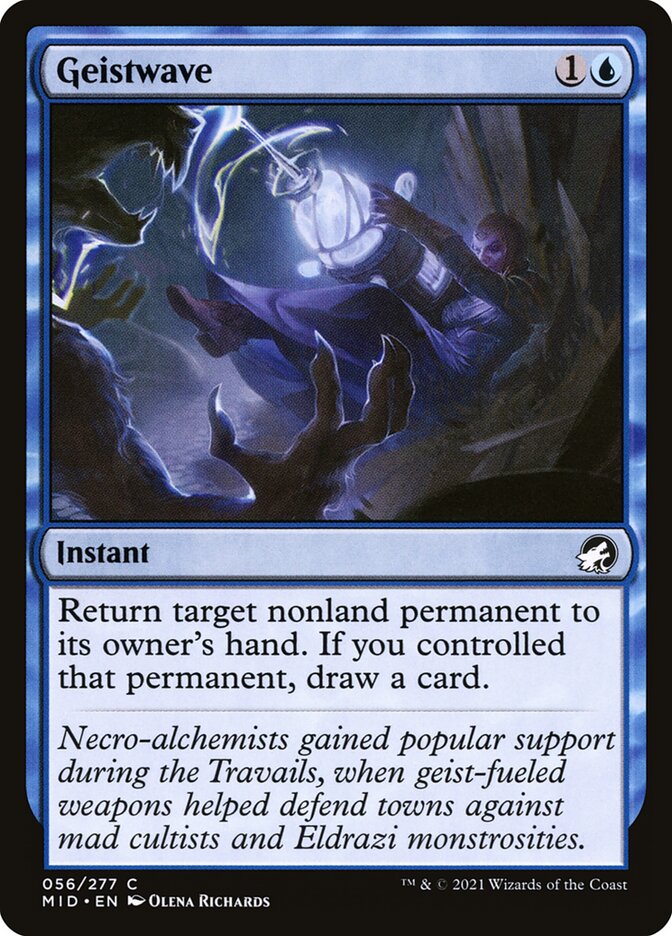 Geistwave 1
Instant
Return target nonland permanent to
its owner's hand. If you controlled
that permanent, draw a card.
Necro-alchemists gained popular support
during the Travails, when geist-fueled
weapons helped defend towns against
mad cultists and Eldrazi monstrosities.
056/277 C
™ & © 2021 Wizards of the Coast
MID • EN Olena Richards